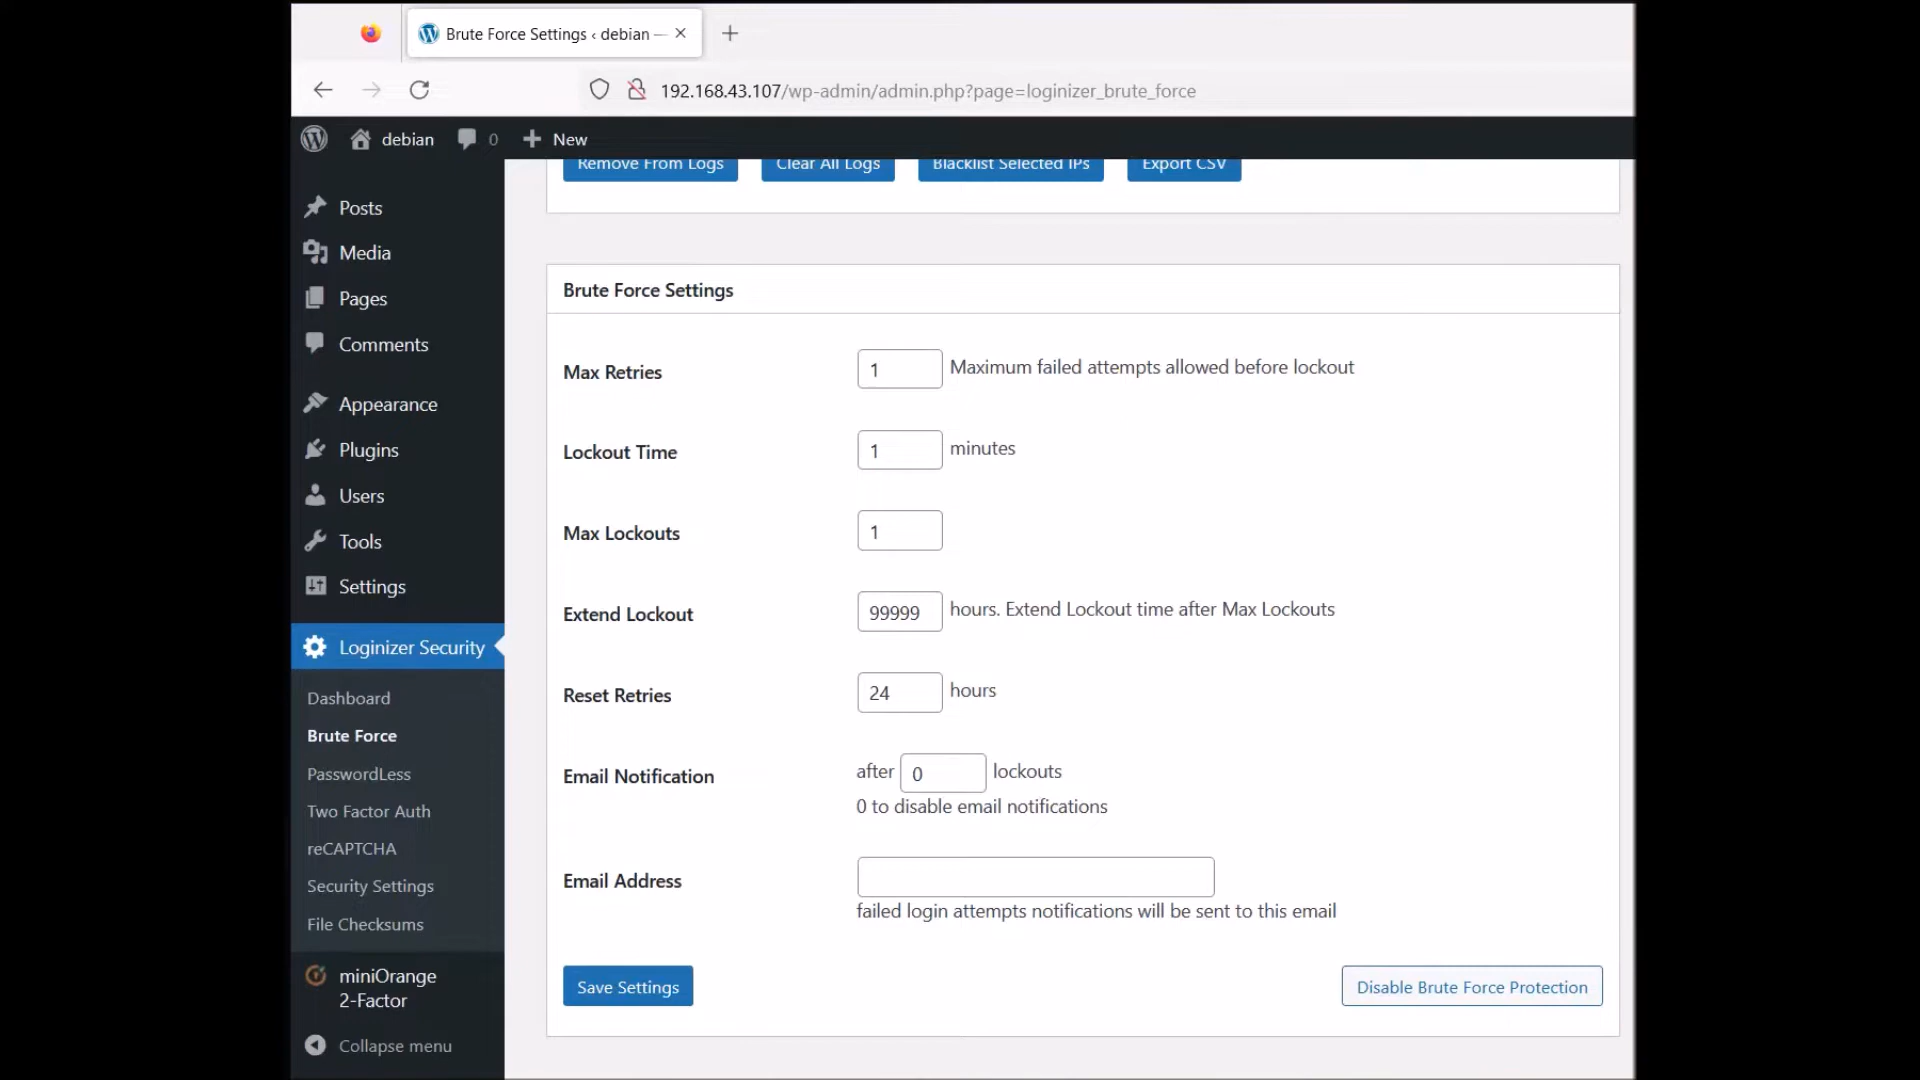 Brute Force Settings ‹ debian —
192.168.43.107/wp-admin/admin.php?page=loginizer_brute_force
debian 0 New
Remove From Logs Clear All Logs Blacklist Selected IPs Export CSV
Posts
Media
Pages
Comments
Appearance
Plugins
Users
Tools
Settings
Loginizer Security
Dashboard
Brute Force
PasswordLess
Two Factor Auth
reCAPTCHA
Security Settings
File Checksums
miniOrange
2-Factor
Collapse menu
Brute Force Settings
Max Retries 1 Maximum failed attempts allowed before lockout
Lockout Time 1 minutes
Max Lockouts 1
Extend Lockout 99999 hours. Extend Lockout time after Max Lockouts
Reset Retries 24 hours
Email Notification after 0 lockouts
0 to disable email notifications
Email Address
failed login attempts notifications will be sent to this email
Save Settings Disable Brute Force Protection